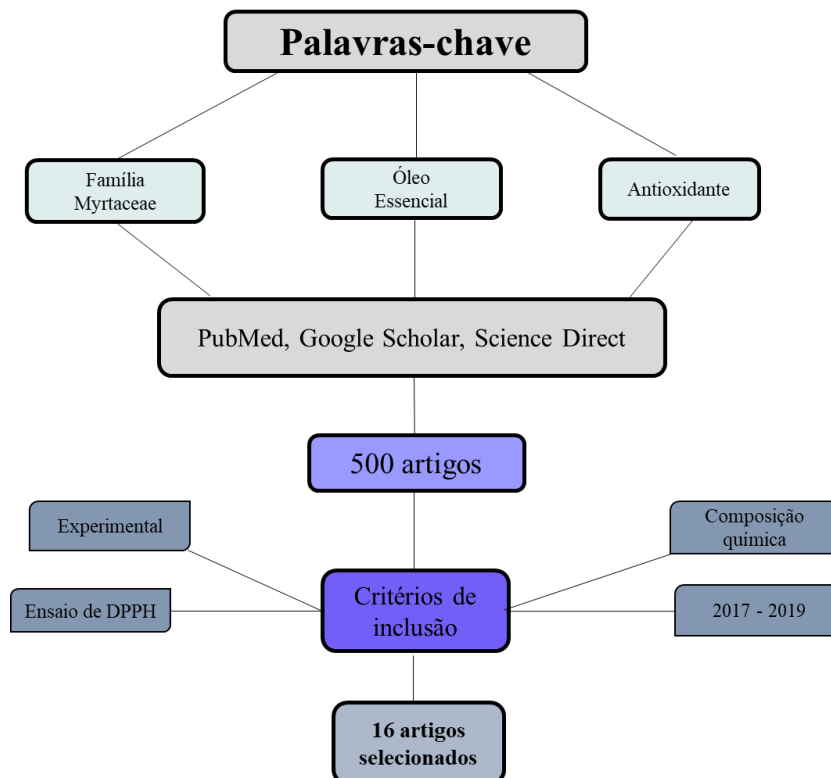 Palavras-chave
Família
Myrtaceae
Óleo
Essencial
Antioxidante
PubMed, Google Scholar, Science Direct
500 artigos
Experimental
Composição
química
Ensaio de DPPH
Critérios de
inclusão
2017 - 2019
16 artigos
selecionados